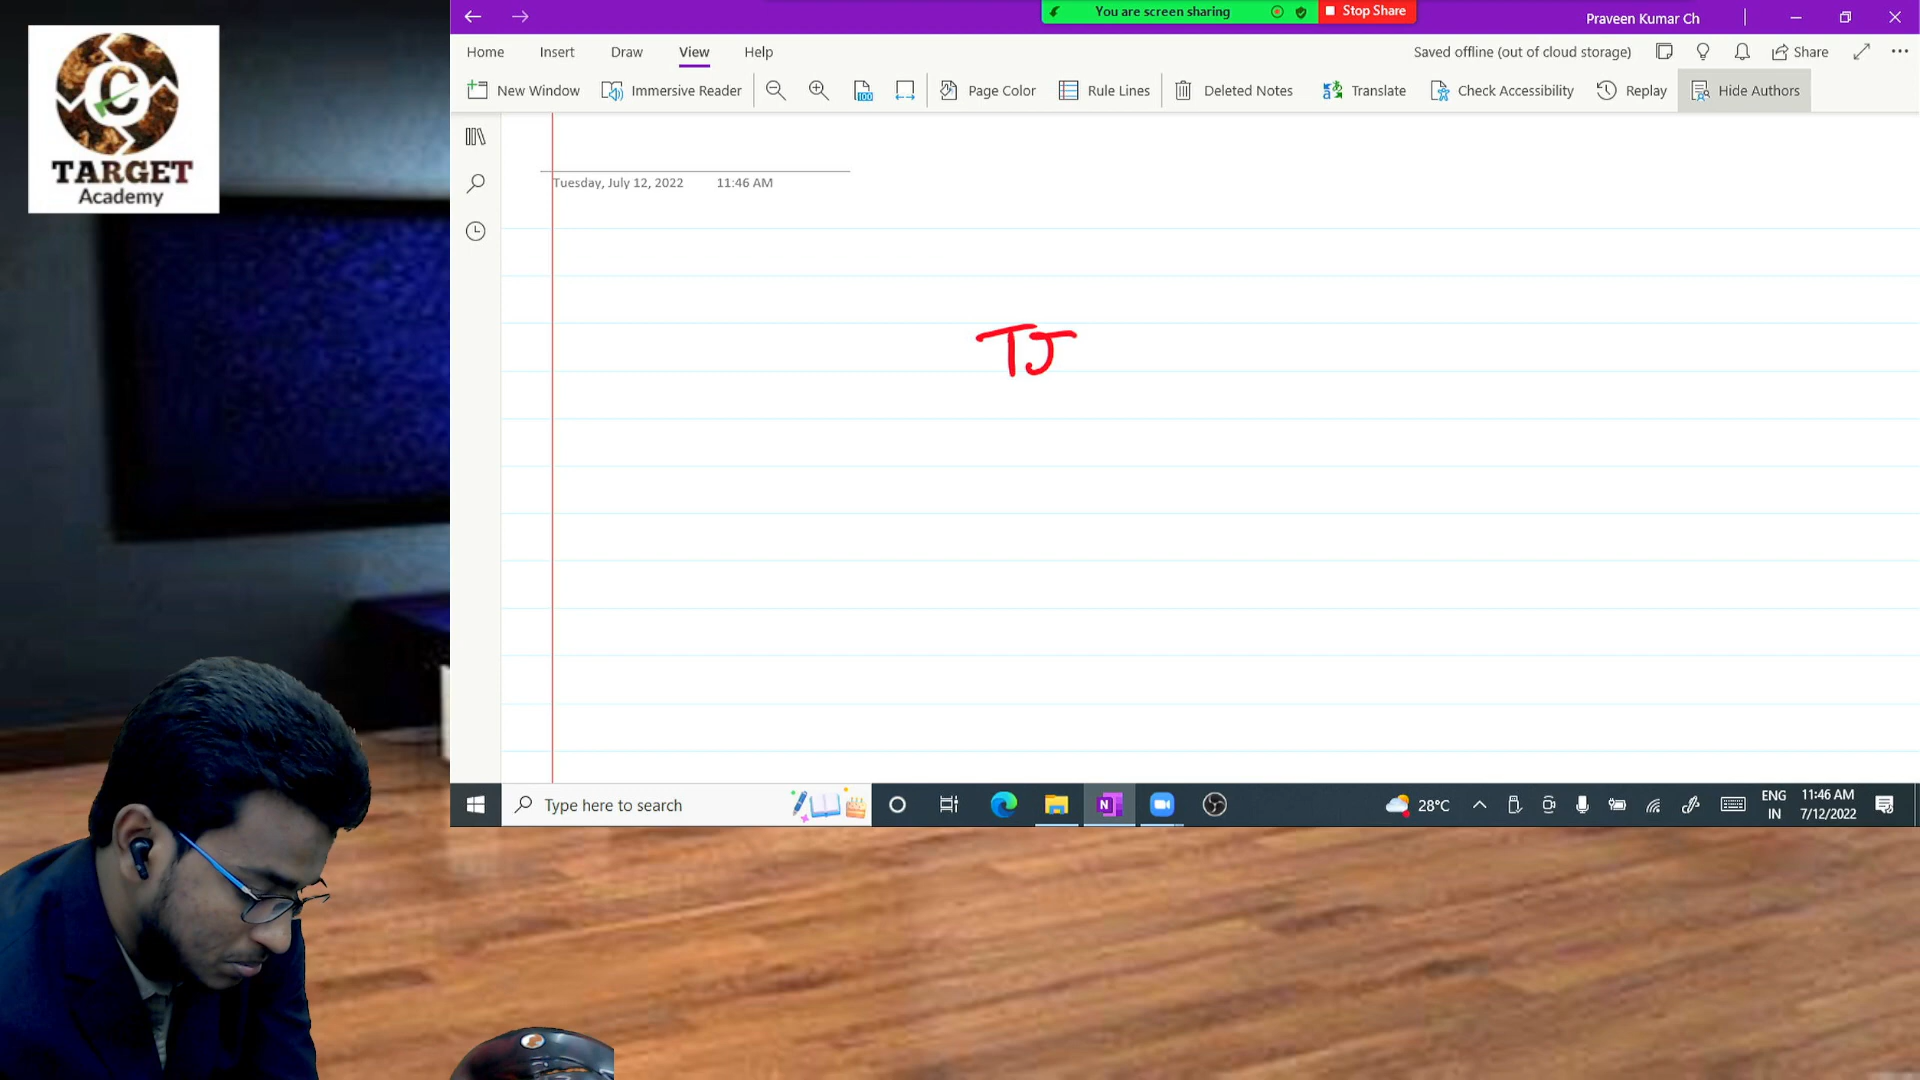 TARGET
Academy
You are screen sharing
Stop Share
Praveen Kumar Ch
Home
Insert
Draw
View
Help
Saved offline (out of cloud storage)
Share
New Window
Immersive Reader
100
Page Color
Rule Lines
Deleted Notes
Translate
Check Accessibility
Replay
Hide Authors
Tuesday, July 12, 2022
11:46 AM
TJ
Type here to search
N
28°C
ENG
IN
11:46 AM
7/12/2022